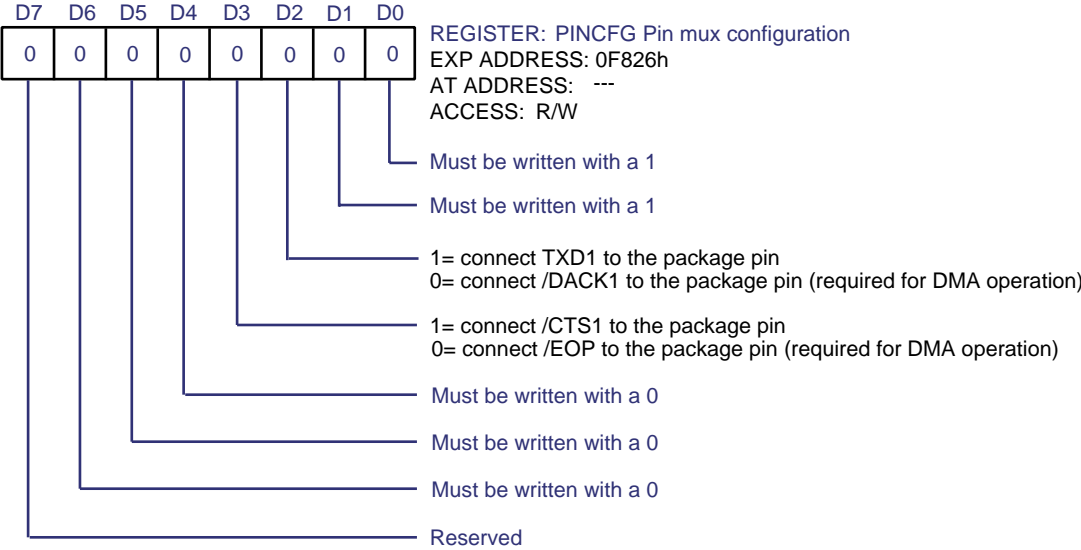 D7 D6 D5 D4 D3 D2 D1 D0
0 0 0 0 0 0 0 0
REGISTER: PINCFG Pin mux configuration
EXP ADDRESS: 0F826h
AT ADDRESS: ---
ACCESS: R/W
Must be written with a 1
Must be written with a 1
1= connect TXD1 to the package pin
0= connect /DACK1 to the package pin (required for DMA operation)
1= connect /CTS1 to the package pin
0= connect /EOP to the package pin (required for DMA operation)
Must be written with a 0
Must be written with a 0
Must be written with a 0
Reserved